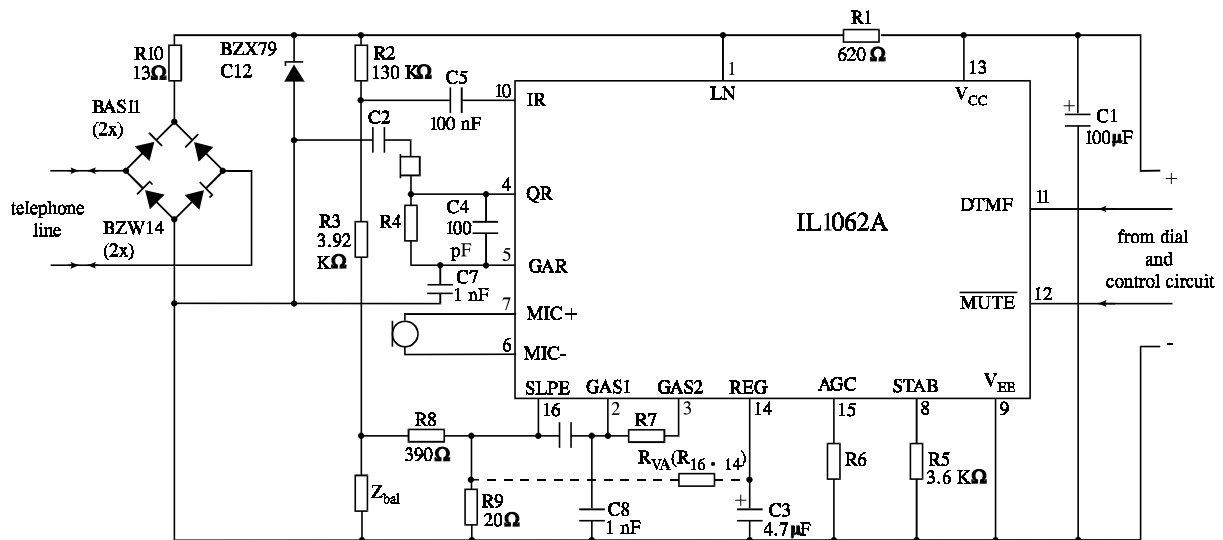 R1
620 Ω
R10
13Ω
BZX79
C12
R2
130 KΩ
C5
100 nF
10
IR
1
LN
13
VCC
+
C1
100μF
BAS11
(2x)
C2
4
QR
IL1062A
11
DTMF
+
telephone
line
BZW14
(2x)
R3
3.92
KΩ
R4
C4
100
pF
5
GAR
from dial
and
control circuit
C7
1 nF
7
MIC+
6
MIC-
MUTE
12
-
SLPE
GAS1
GAS2
REG
AGC
STAB
VEE
16
2
3
14
15
8
9
R8
390Ω
R7
RVA(R16 · 14)
R6
R5
3.6 KΩ
Zbal
R9
20Ω
C8
1 nF
+
C3
4.7 μF